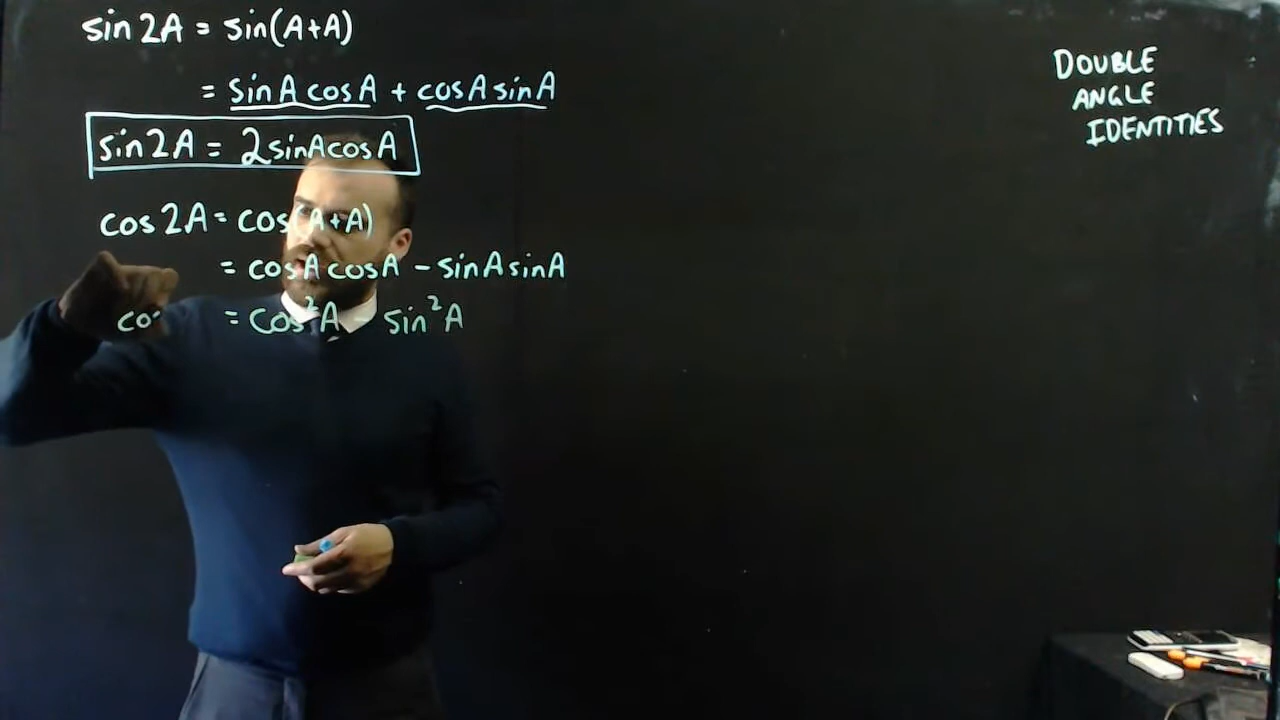 sin 2A = sin(A+A)
= sinA cosA + cosA sinA
sin2A = 2sinAcosA
cos 2A = cos(A+A)
= cosA cosA - sinA sinA
co = cos²A - sin²A
DOUBLE
ANGLE
IDENTITIES